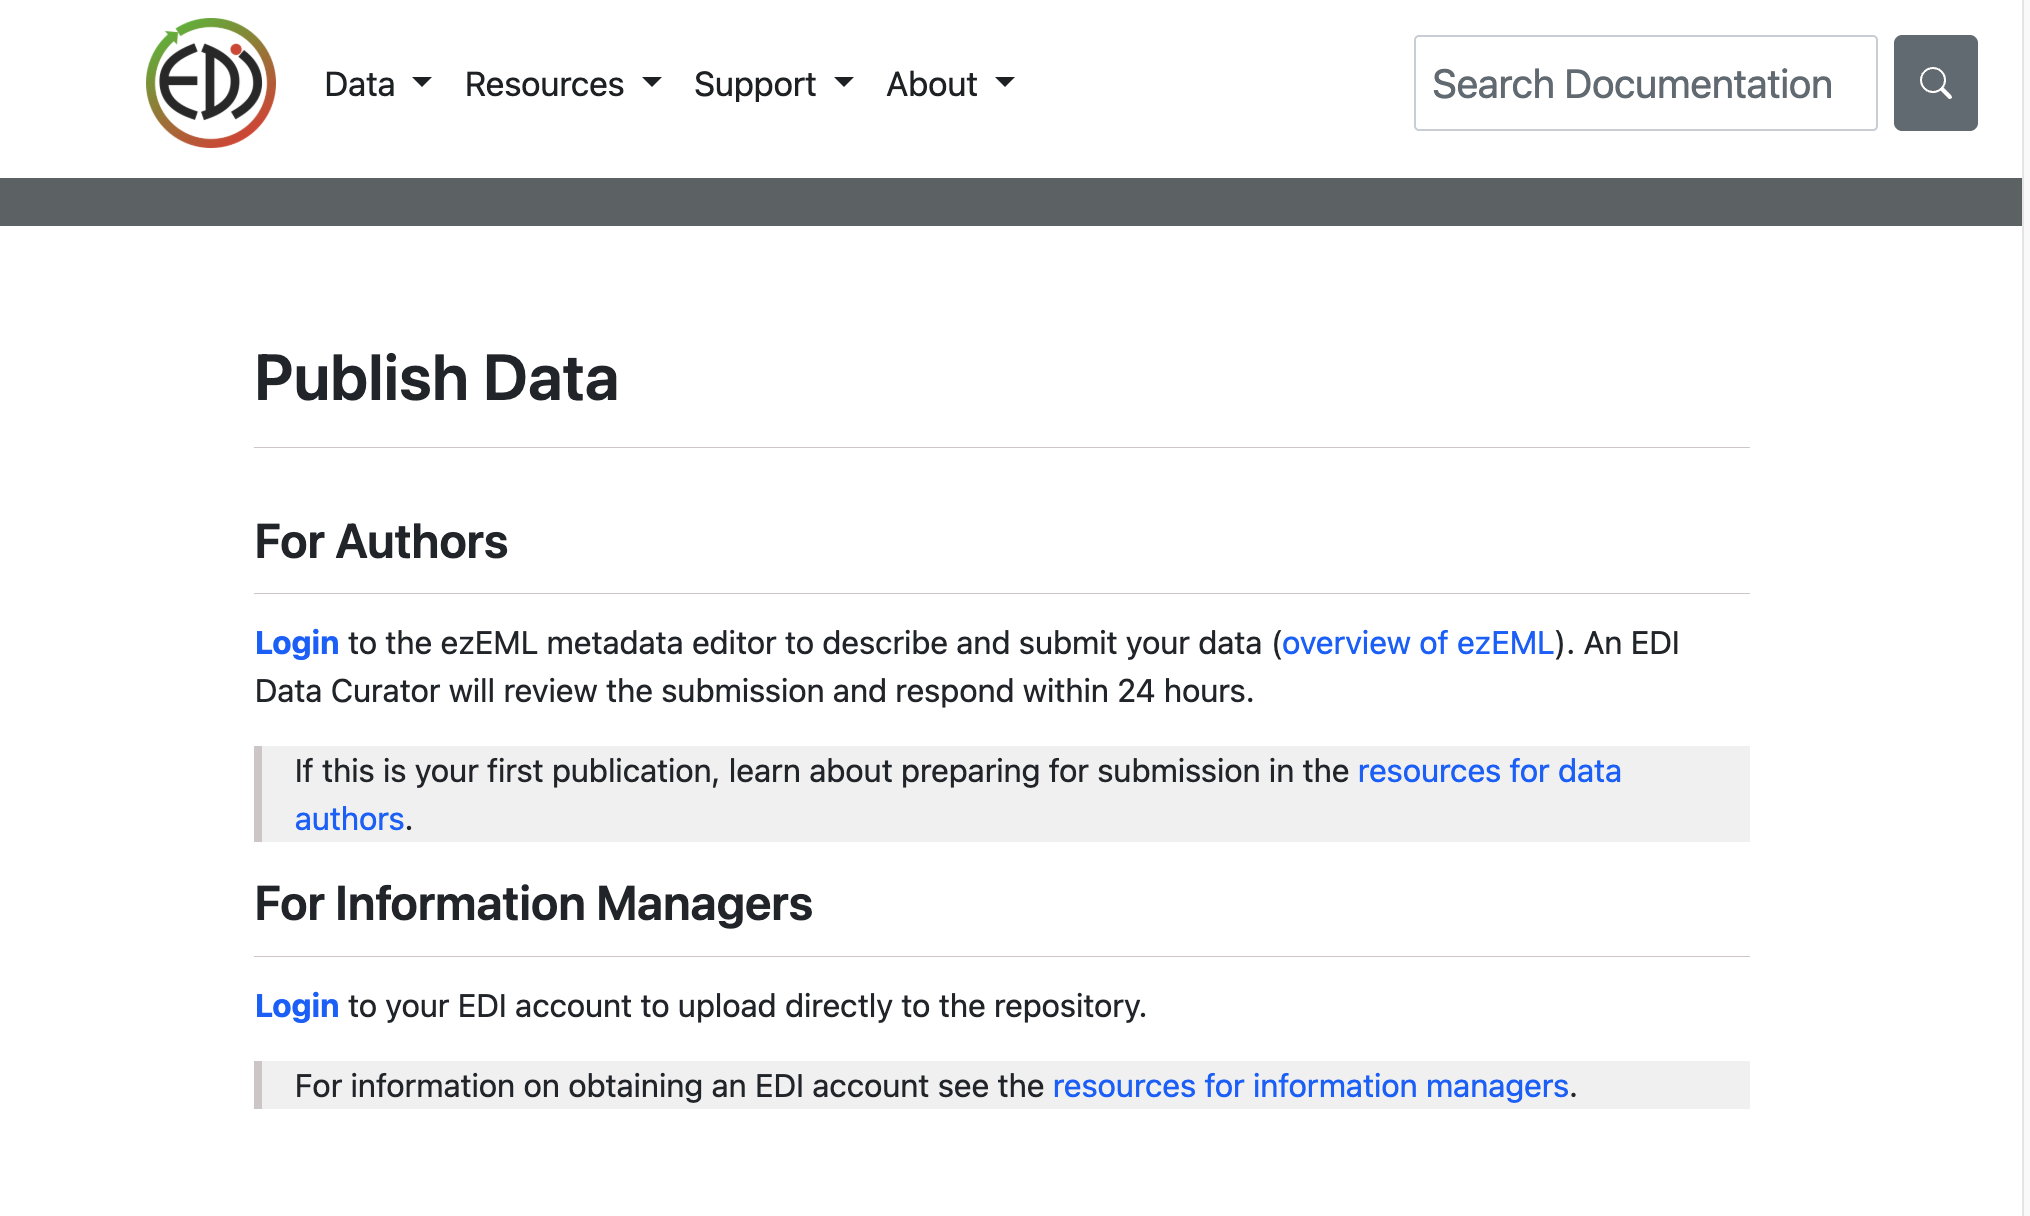 EDI
Data Resources Support About
Search Documentation
Publish Data
For Authors
Login to the ezEML metadata editor to describe and submit your data (overview of ezEML). An EDI
Data Curator will review the submission and respond within 24 hours.
If this is your first publication, learn about preparing for submission in the resources for data
authors.
For Information Managers
Login to your EDI account to upload directly to the repository.
For information on obtaining an EDI account see the resources for information managers.